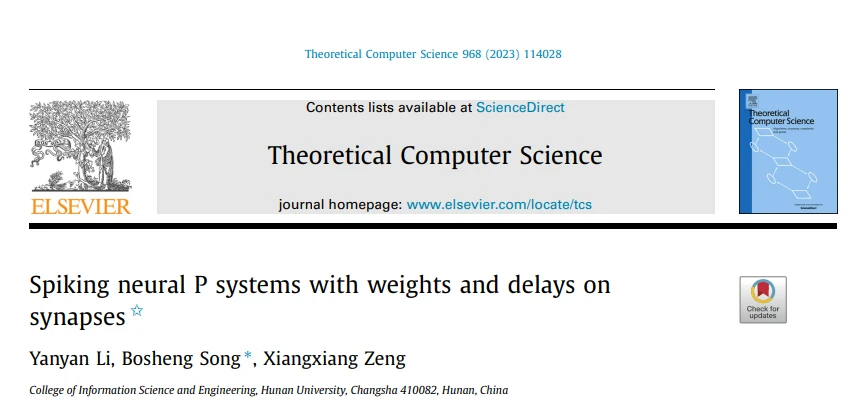 Theoretical Computer Science 968 (2023) 114028
Contents lists available at ScienceDirect
Theoretical Computer Science
journal homepage: www.elsevier.com/locate/tcs
ELSEVIER
Theoretical
Computer Science
Spiking neural P systems with weights and delays on
synapses ☆
Check for
updates
Yanyan Li, Bosheng Song *, Xiangxiang Zeng
College of Information Science and Engineering, Hunan University, Changsha 410082, Hunan, China